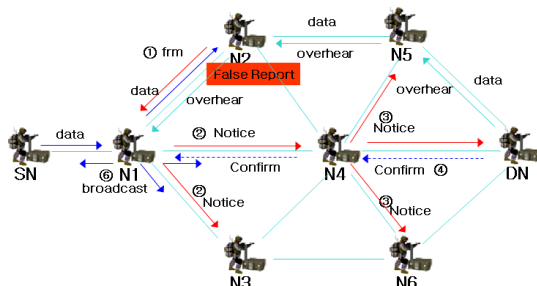 ① frm
N2
data
N5
overhear
False Report
data
data
overhear
overhear
③
Notice
data
② Notice
SN
N1
⑥
broadcast
Confirm
N4
Confirm ④
DN
②
Notice
③
Notice
N3
N6